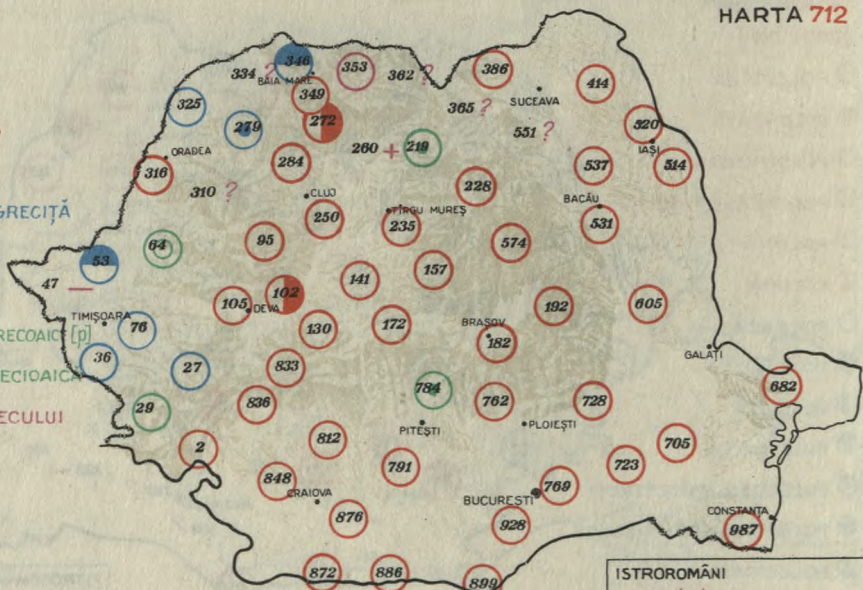 HARTA 712
346
334 ?
BAIA MARE
353
362 ?
386
349
365 ?
SUCEAVA
414
325
279
272
551 ?
520
IAȘI
ORADEA
260 +
219
316
284
537
514
310 ?
CLUJ
228
GRECIȚĂ
TÎRGU MUREȘ
BACĂU
250
235
531
64
95
574
53
47 —
141
157
105
DEVA
102
192
605
TIMIȘOARA
76
130
172
BRAȘOV
182
RECOAICE [p]
GALAȚI
36
27
833
ECIOAICĂ
784
682
29
836
762
728
ECULUI
PITEȘTI
PLOIEȘTI
2
812
705
791
723
848
CRAIOVA
769
BUCUREȘTI
876
928
CONSTANȚA
987
872
886
899
ISTROROMÂNI